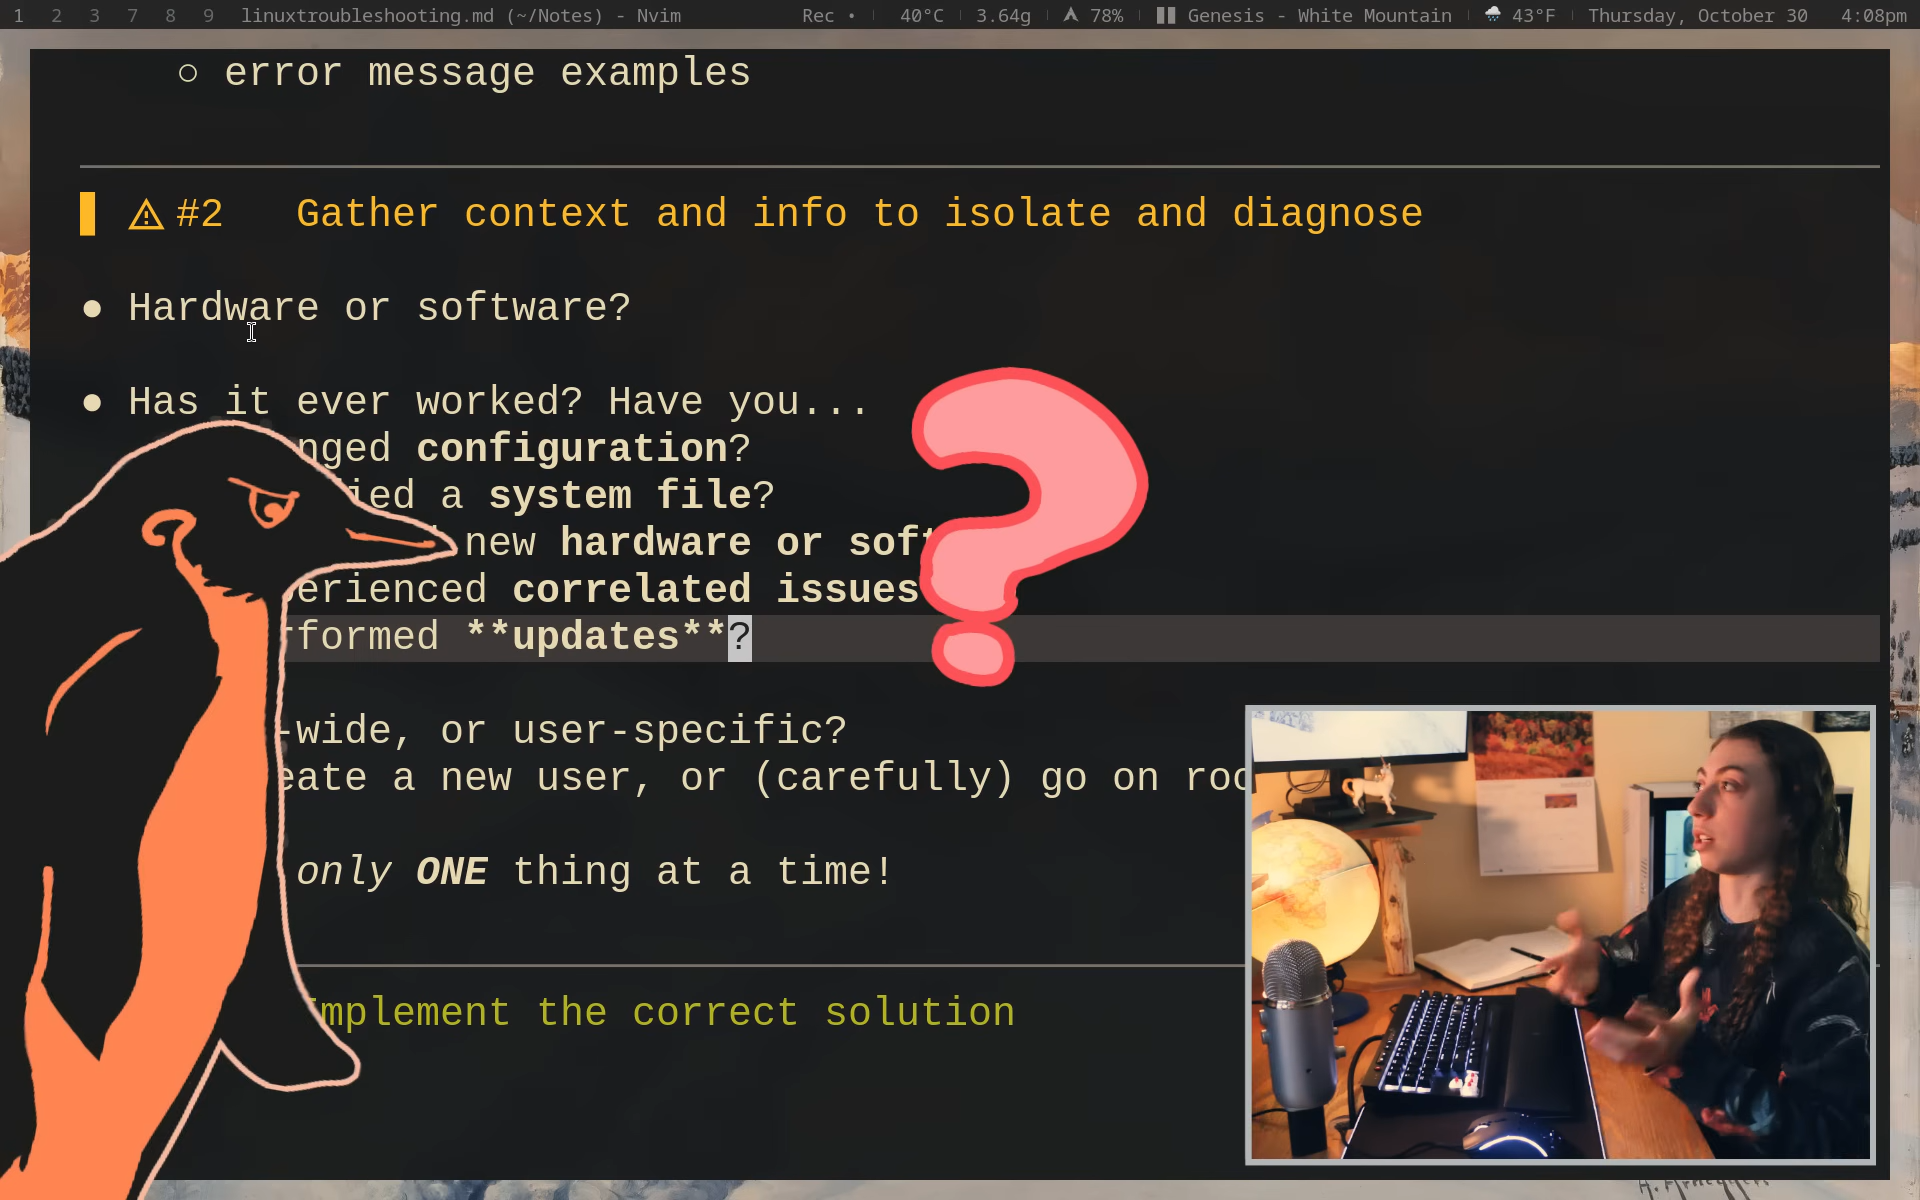 1 2 3 7 8 9 linuxtroubleshooting.md (~/Notes) - Nvim Rec • 40°C 3.64g 78% Genesis - White Mountain 43°F Thursday, October 30 4:08pm
○ error message examples
#2 Gather context and info to isolate and diagnose
● Hardware or software?
● Has it ever worked? Have you...
nged configuration?
ied a system file?
new hardware or soft
erienced correlated issues
formed **updates**?
-wide, or user-specific?
eate a new user, or (carefully) go on roo
only ONE thing at a time!
mplement the correct solution